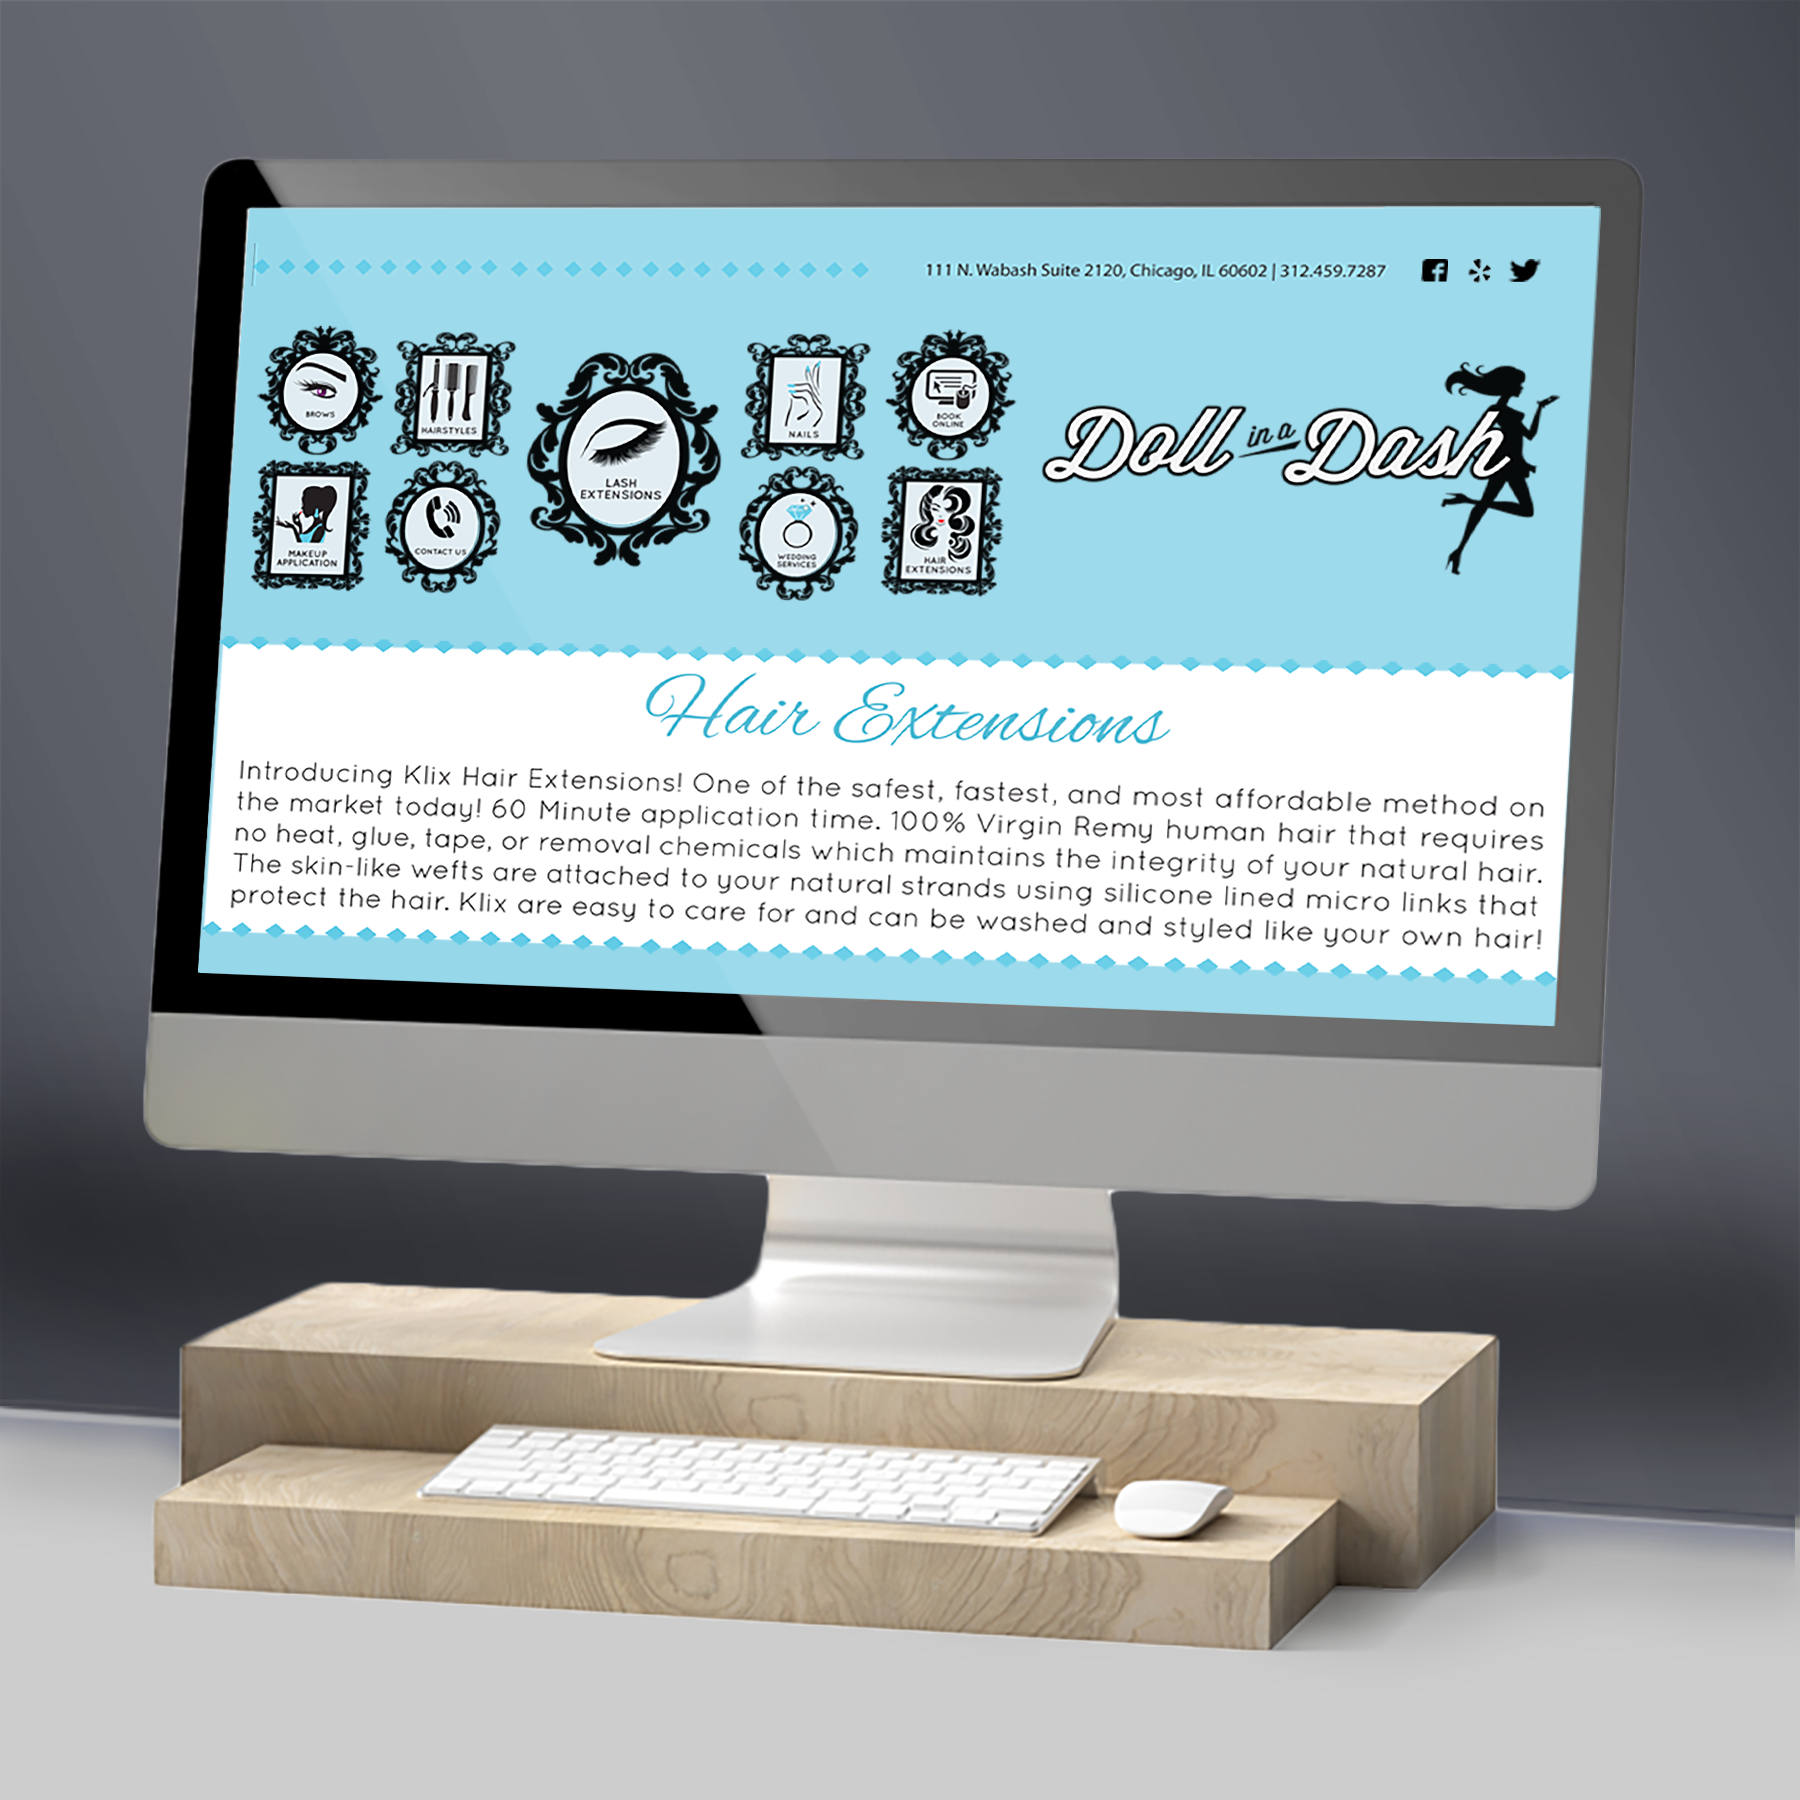 111 N. Wabash Suite 2120, Chicago, IL 60602 | 312.459.7287
BROWS
HAIRSTYLES
LASH
EXTENSIONS
NAILS
BOOK
ONLINE
MAKEUP
APPLICATION
CONTACT US
WEDDING
SERVICES
HAIR
EXTENSIONS
Doll in a Dash
Hair Extensions
Introducing Klix Hair Extensions! One of the safest, fastest, and most affordable method on
the market today! 60 Minute application time. 100% Virgin Remy human hair that requires
no heat, glue, tape, or removal chemicals which maintains the integrity of your natural hair.
The skin-like wefts are attached to your natural strands using silicone lined micro links that
protect the hair. Klix are easy to care for and can be washed and styled like your own hair!